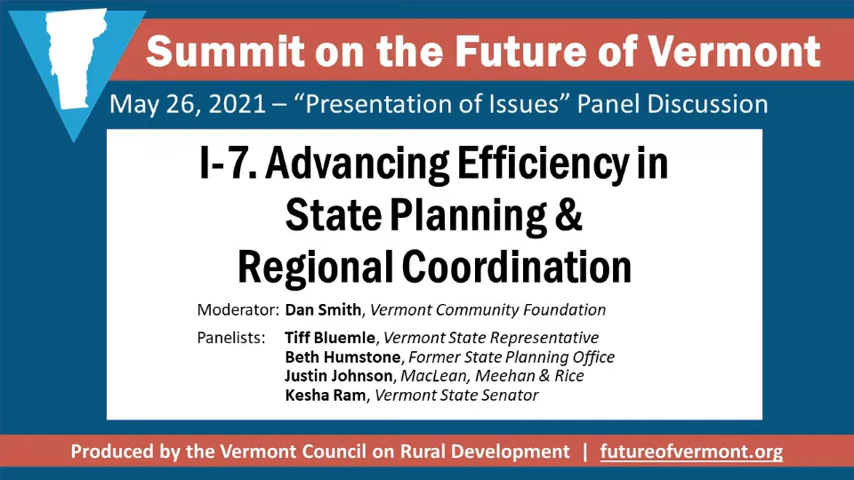 Summit on the Future of Vermont
May 26, 2021 – “Presentation of Issues” Panel Discussion
I-7. Advancing Efficiency in
State Planning &
Regional Coordination
Moderator: Dan Smith, Vermont Community Foundation
Panelists: Tiff Bluemle, Vermont State Representative
Beth Humstone, Former State Planning Office
Justin Johnson, MacLean, Meehan & Rice
Kesha Ram, Vermont State Senator
Produced by the Vermont Council on Rural Development | futureofvermont.org